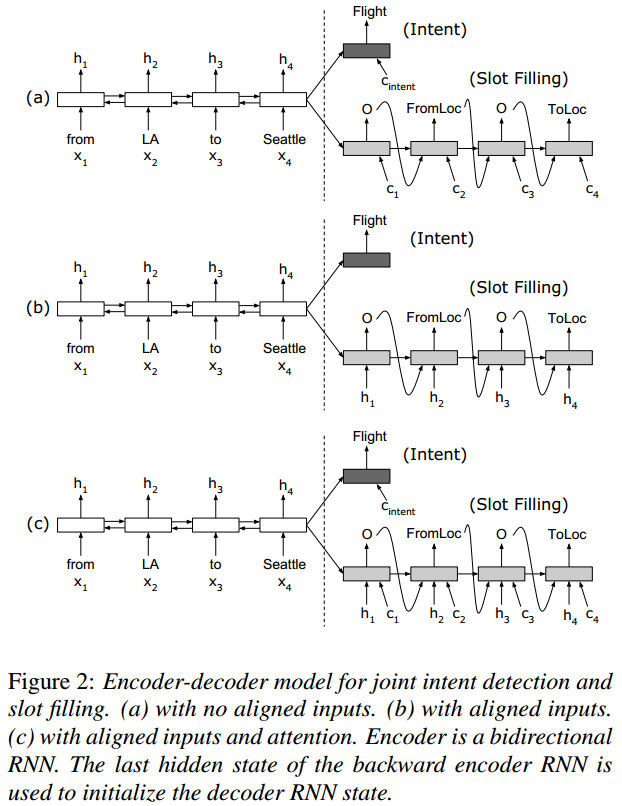 Flight
(Intent)
h1 h2 h3 h4
cintent
(Slot Filling)
(a)
O FromLoc O ToLoc
from LA to Seattle
x1 x2 x3 x4
c1 c2 c3 c4
Flight
(Intent)
h1 h2 h3 h4
(Slot Filling)
(b)
O FromLoc O ToLoc
from LA to Seattle
x1 x2 x3 x4
h1 h2 h3 h4
Flight
(Intent)
h1 h2 h3 h4
cintent
(Slot Filling)
(c)
O FromLoc O ToLoc
from LA to Seattle
x1 x2 x3 x4
h1 c1 h2 c2 h3 c3 h4 c4
Figure 2: Encoder-decoder model for joint intent detection and
slot filling. (a) with no aligned inputs. (b) with aligned inputs.
(c) with aligned inputs and attention. Encoder is a bidirectional
RNN. The last hidden state of the backward encoder RNN is
used to initialize the decoder RNN state.